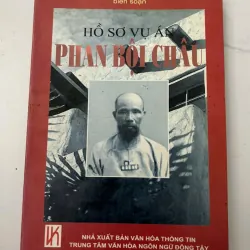 biên soạn
HỒ SƠ VỤ ÁN
PHAN BỘI CHÂU
NHÀ XUẤT BẢN VĂN HÓA THÔNG TIN
TRUNG TÂM VĂN HÓA NGÔN NGỮ ĐÔNG TÂY